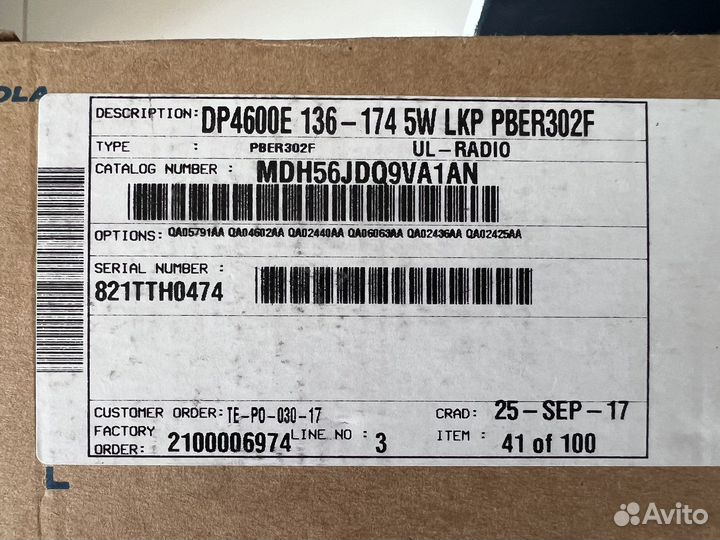 OLA
DESCRIPTION: DP4600E 136-174 5W LKP PBER302F
TYPE : PBER302F UL-RADIO
CATALOG NUMBER : MDH56JDQ9VA1AN
OPTIONS: QA05791AA QA04602AA QA02440AA QA06063AA QA02436AA QA02425AA
SERIAL NUMBER :
821TTH0474
CUSTOMER ORDER: TE-PO-030-17 CRAD: 25-SEP-17
FACTORY ORDER: 2100006974 LINE NO : 3 ITEM : 41 of 100
L
Avito